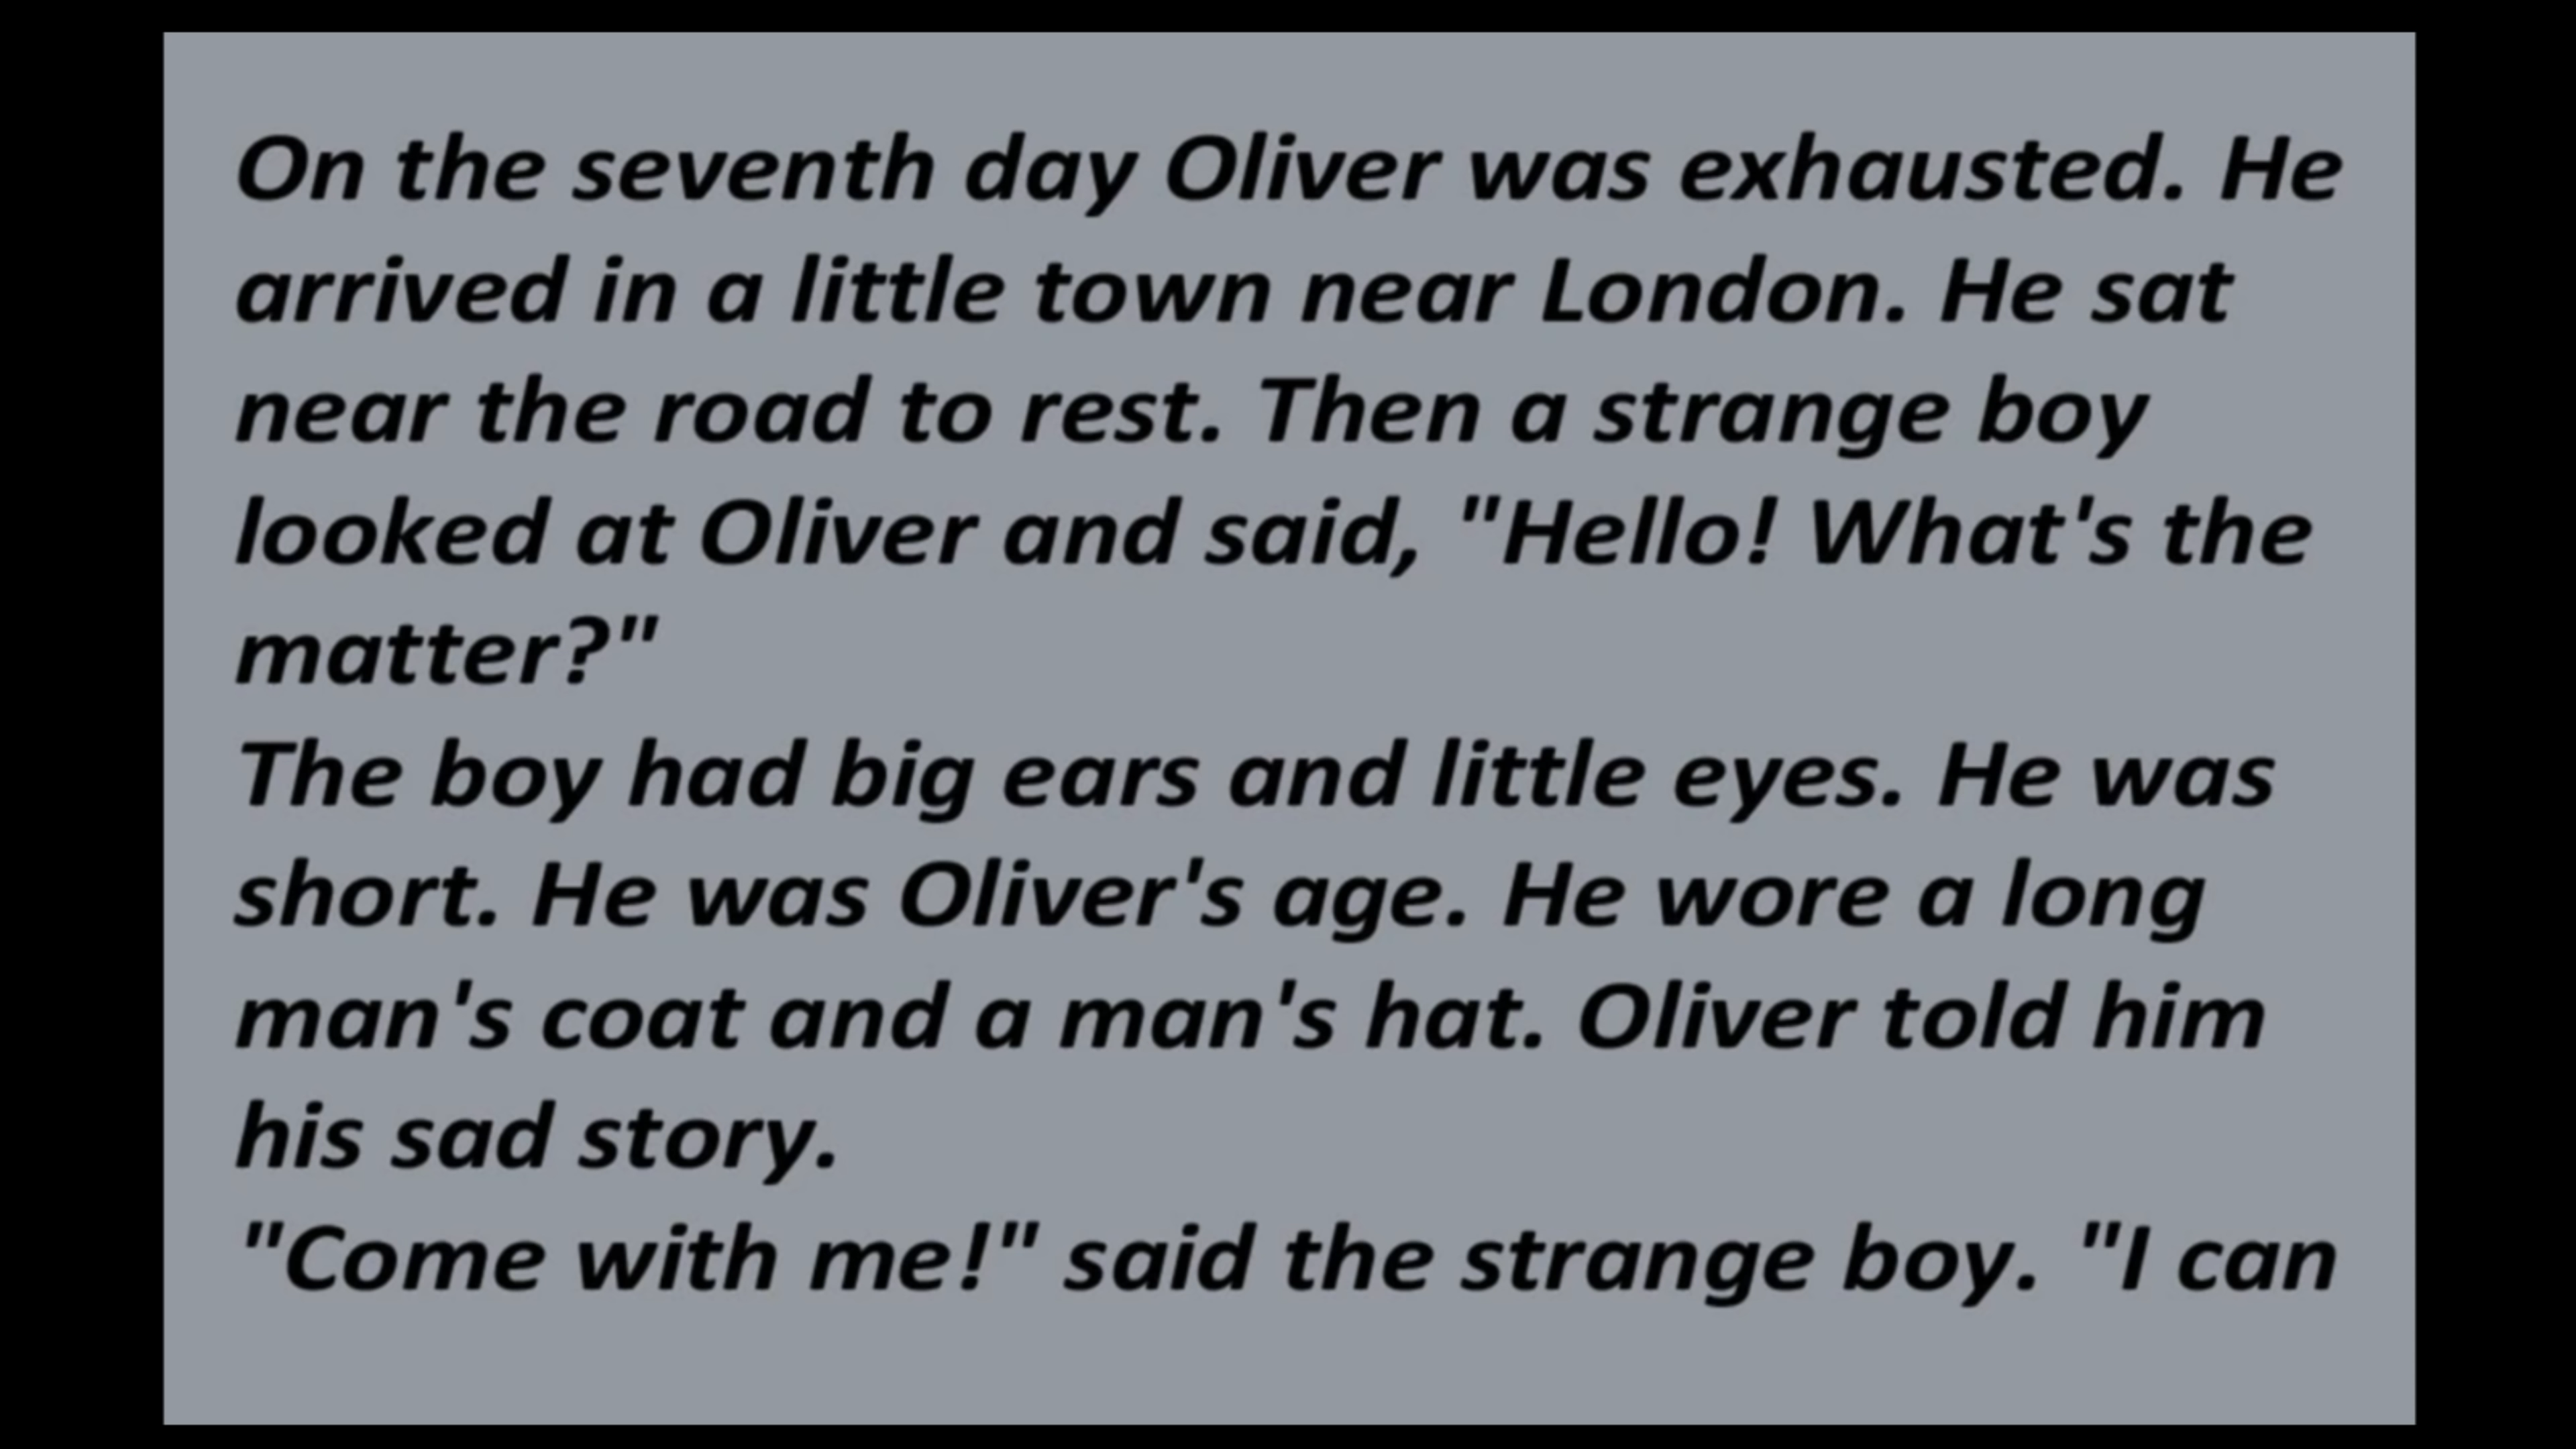 On the seventh day Oliver was exhausted. He
arrived in a little town near London. He sat
near the road to rest. Then a strange boy
looked at Oliver and said, "Hello! What's the
matter?"
The boy had big ears and little eyes. He was
short. He was Oliver's age. He wore a long
man's coat and a man's hat. Oliver told him
his sad story.
"Come with me!" said the strange boy. "I can